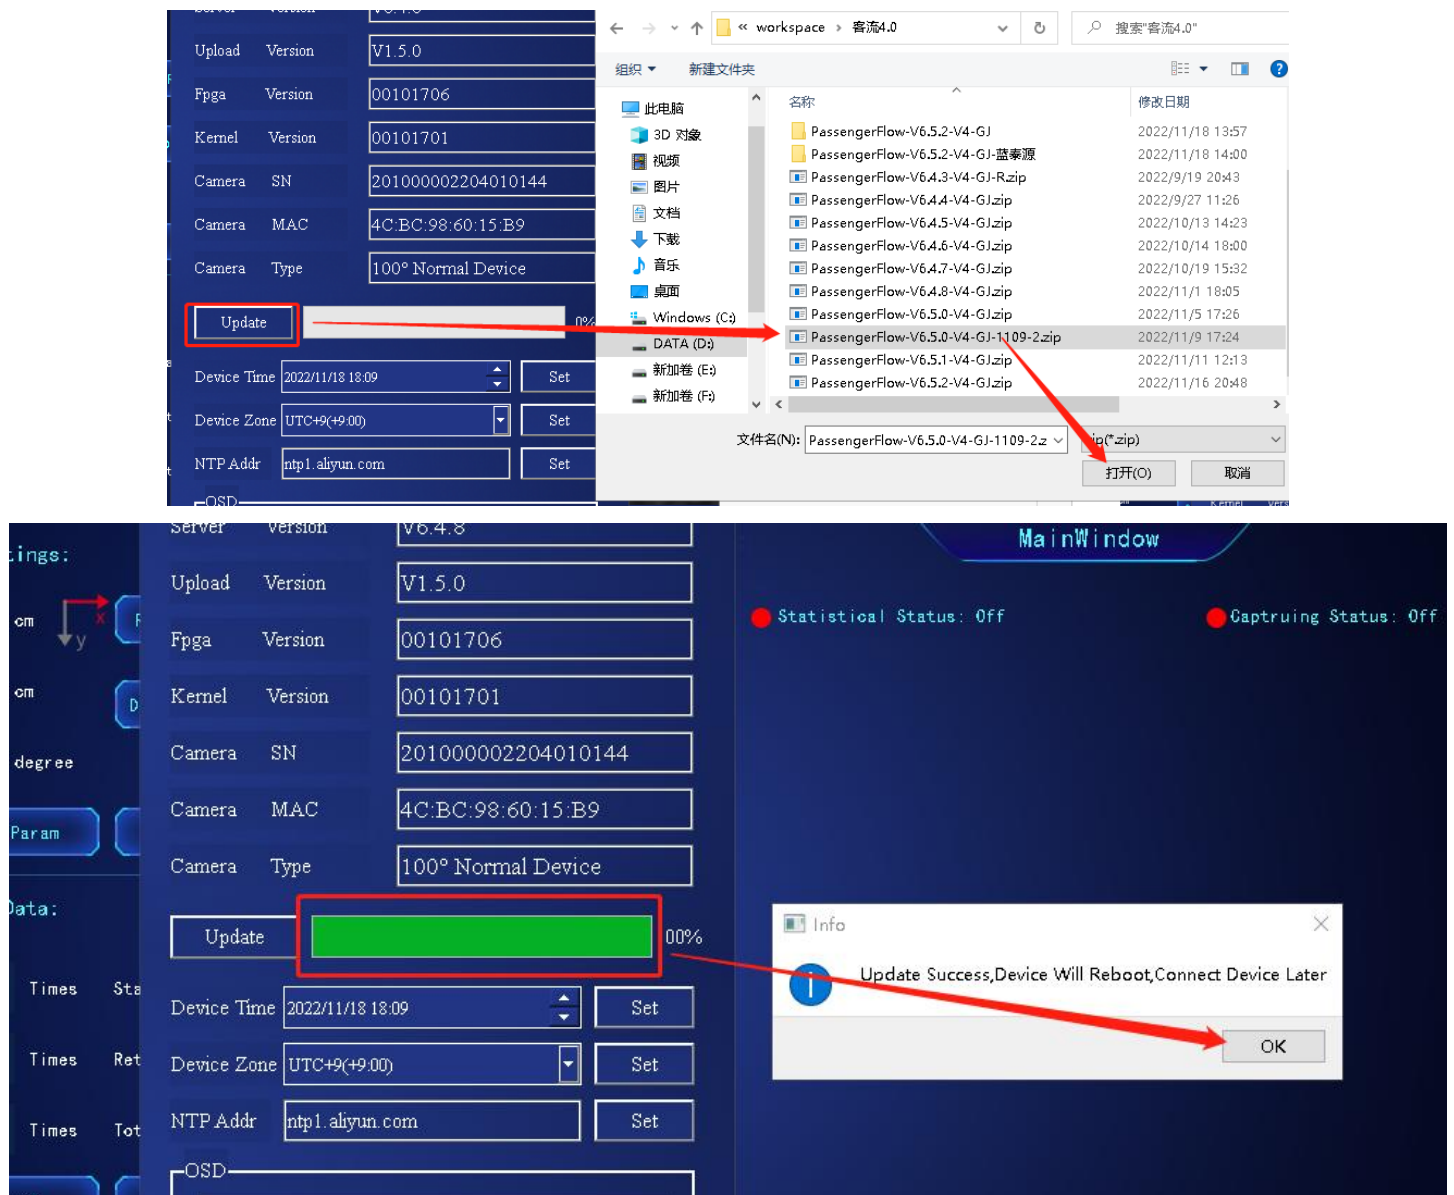 Server Version V6.4.8
Upload Version V1.5.0
Fpga Version 00101706
Kernel Version 00101701
Camera SN 201000002204010144
Camera MAC 4C:BC:98:60:15:B9
Camera Type 100° Normal Device
Update 0%
Device Time 2022/11/18 18:09 Set
Device Zone UTC+9(+9:00) Set
NTP Addr ntp1.aliyun.com Set
OSD
« workspace › 客流4.0
搜索"客流4.0"
组织 新建文件夹
名称 修改日期
此电脑
3D 对象
视频
图片
文档
下载
音乐
桌面
Windows (C:)
DATA (D:)
新加卷 (E:)
新加卷 (F:)
PassengerFlow-V6.5.2-V4-GJ 2022/11/18 13:57
PassengerFlow-V6.5.2-V4-GJ-蓝泰源 2022/11/18 14:00
PassengerFlow-V6.4.3-V4-GJ-R.zip 2022/9/19 20:43
PassengerFlow-V6.4.4-V4-GJ.zip 2022/9/27 11:26
PassengerFlow-V6.4.5-V4-GJ.zip 2022/10/13 14:23
PassengerFlow-V6.4.6-V4-GJ.zip 2022/10/14 18:00
PassengerFlow-V6.4.7-V4-GJ.zip 2022/10/19 15:32
PassengerFlow-V6.4.8-V4-GJ.zip 2022/11/1 18:05
PassengerFlow-V6.5.0-V4-GJ.zip 2022/11/5 17:26
PassengerFlow-V6.5.0-V4-GJ-1109-2.zip 2022/11/9 17:24
PassengerFlow-V6.5.1-V4-GJ.zip 2022/11/11 12:13
PassengerFlow-V6.5.2-V4-GJ.zip 2022/11/16 20:48
文件名(N): PassengerFlow-V6.5.0-V4-GJ-1109-2.z zip(*.zip)
打开(O) 取消
Kernel Vers
tings:
cm
x
y
cm
D
degree
Param
Data:
Times Sta
Times Ret
Times Tot
Server Version V6.4.8
Upload Version V1.5.0
Fpga Version 00101706
Kernel Version 00101701
Camera SN 201000002204010144
Camera MAC 4C:BC:98:60:15:B9
Camera Type 100° Normal Device
Update 00%
Device Time 2022/11/18 18:09 Set
Device Zone UTC+9(+9:00) Set
NTP Addr ntp1.aliyun.com Set
OSD
MainWindow
Statistical Status: Off Captruing Status: Off
Info
Update Success,Device Will Reboot,Connect Device Later
OK